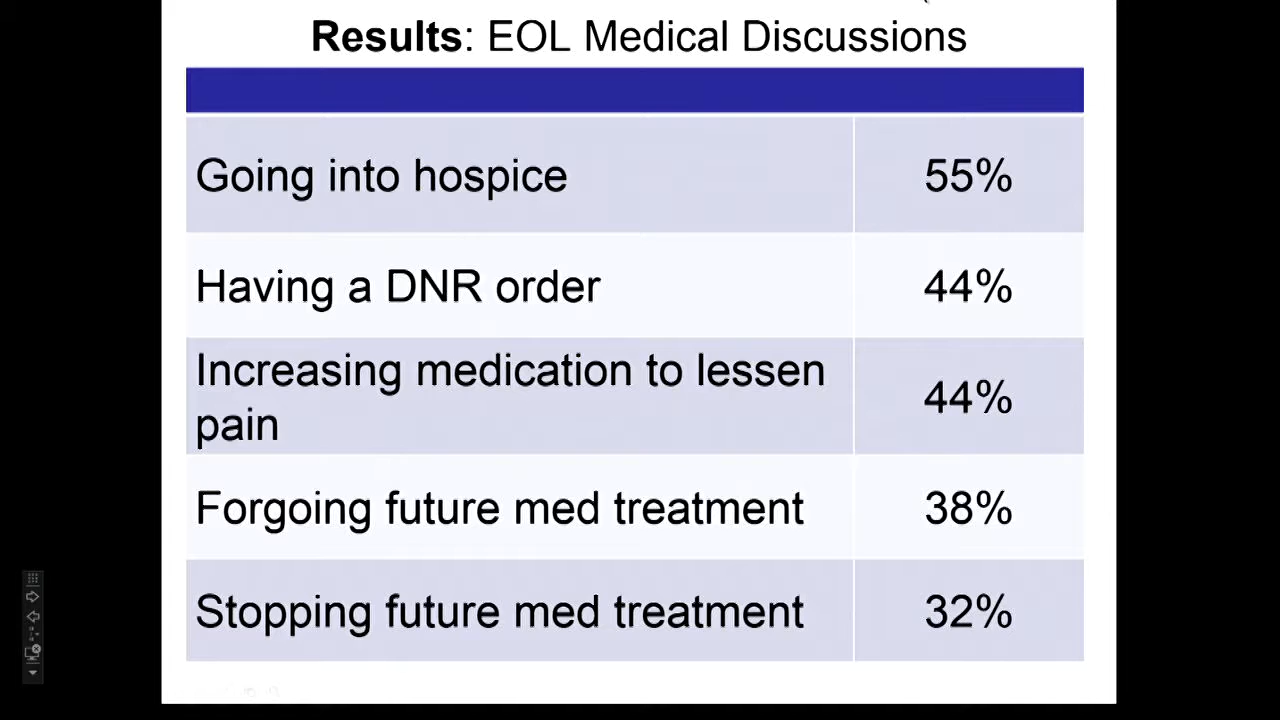 Results: EOL Medical Discussions
Going into hospice 55%
Having a DNR order 44%
Increasing medication to lessen
pain 44%
Forgoing future med treatment 38%
Stopping future med treatment 32%